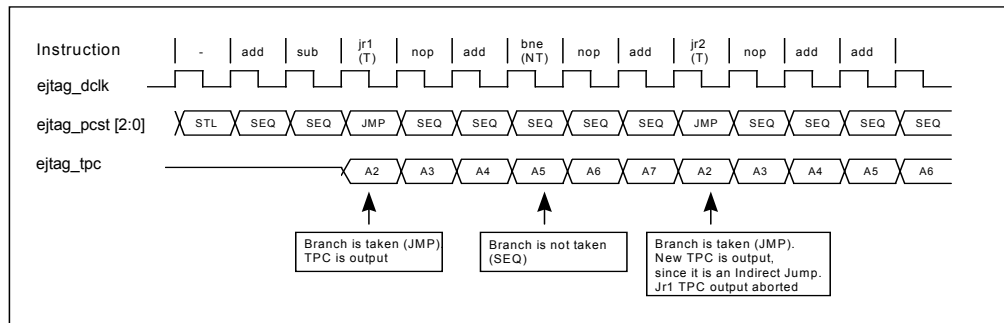 Instruction - add sub jr1 (T) nop add bne (NT) nop add jr2 (T) nop add add
ejtag_dclk
ejtag_pcst [2:0] STL SEQ SEQ JMP SEQ SEQ SEQ SEQ SEQ JMP SEQ SEQ SEQ SEQ
ejtag_tpc A2 A3 A4 A5 A6 A7 A2 A3 A4 A5 A6
Branch is taken (JMP)
TPC is output
Branch is not taken
(SEQ)
Branch is taken (JMP).
New TPC is output,
since it is an Indirect Jump.
Jr1 TPC output aborted